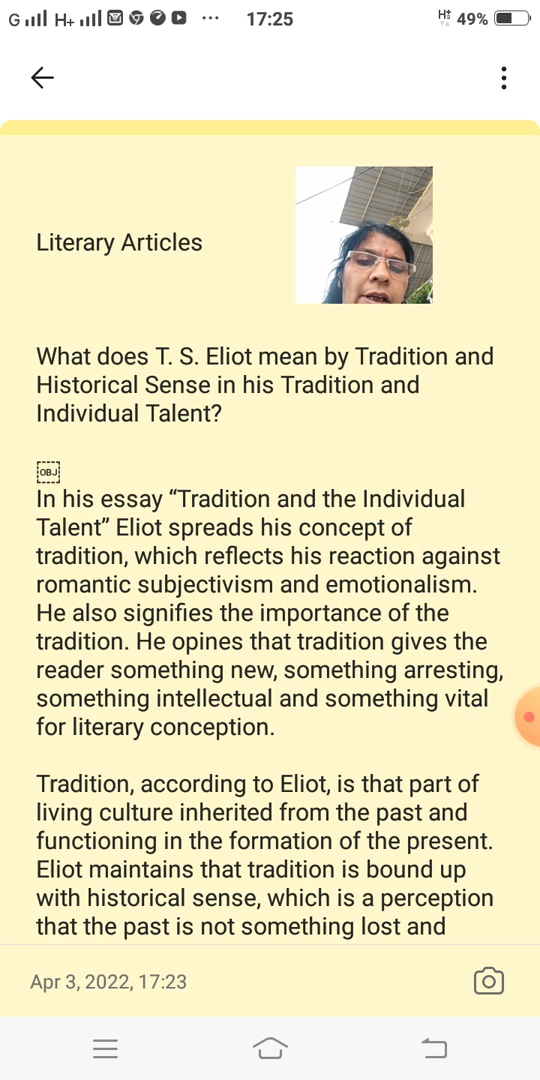 G H+ ... 17:25 49%
Literary Articles
What does T. S. Eliot mean by Tradition and
Historical Sense in his Tradition and
Individual Talent?
OBJ
In his essay “Tradition and the Individual
Talent” Eliot spreads his concept of
tradition, which reflects his reaction against
romantic subjectivism and emotionalism.
He also signifies the importance of the
tradition. He opines that tradition gives the
reader something new, something arresting,
something intellectual and something vital
for literary conception.
Tradition, according to Eliot, is that part of
living culture inherited from the past and
functioning in the formation of the present.
Eliot maintains that tradition is bound up
with historical sense, which is a perception
that the past is not something lost and
Apr 3, 2022, 17:23